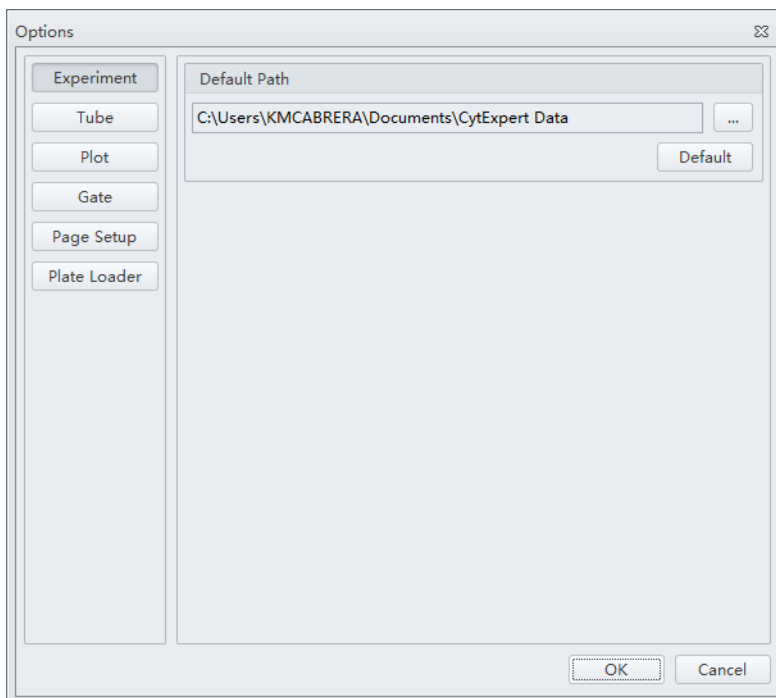 Options
Experiment
Tube
Plot
Gate
Page Setup
Plate Loader
Default Path
C:\Users\KMCABRERA\Documents\CytExpert Data
...
Default
OK
Cancel